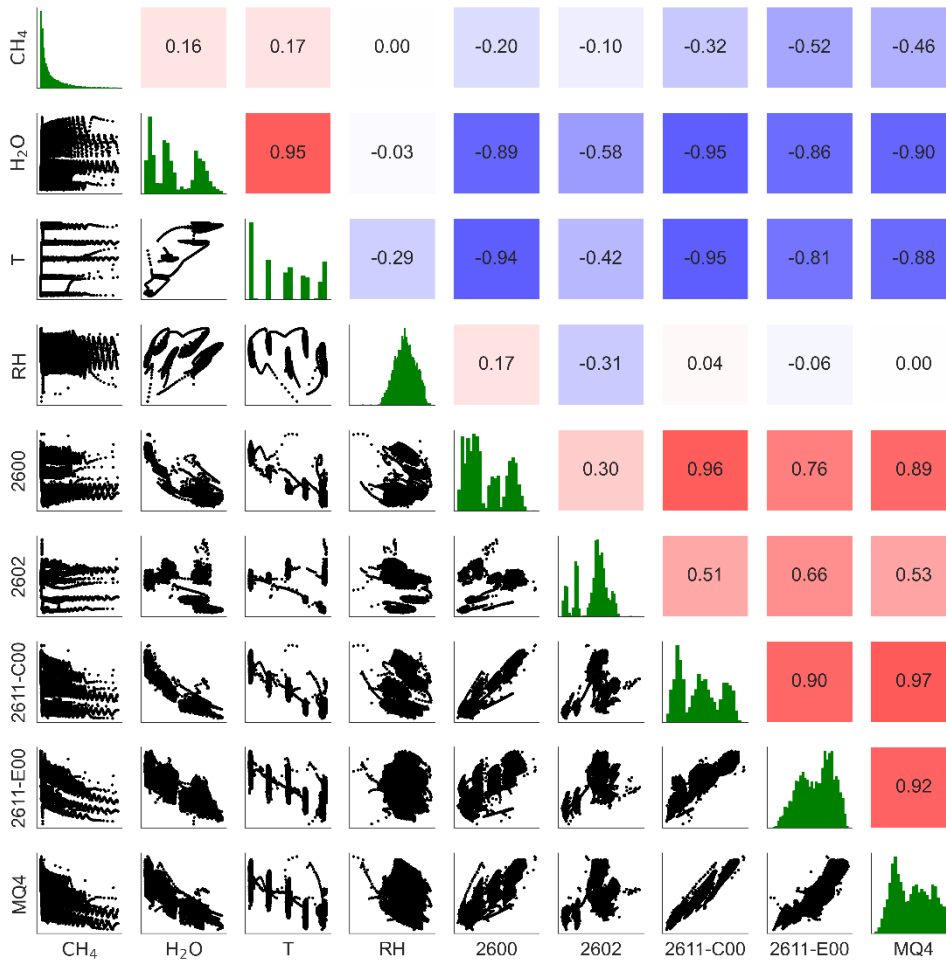 CH₄ 0.16 0.17 0.00 -0.20 -0.10 -0.32 -0.52 -0.46
H₂O 0.95 -0.03 -0.89 -0.58 -0.95 -0.86 -0.90
T -0.29 -0.94 -0.42 -0.95 -0.81 -0.88
RH 0.17 -0.31 0.04 -0.06 0.00
2600 0.30 0.96 0.76 0.89
2602 0.51 0.66 0.53
2611-C00 0.90 0.97
2611-E00 0.92
MQ4
CH₄ H₂O T RH 2600 2602 2611-C00 2611-E00 MQ4